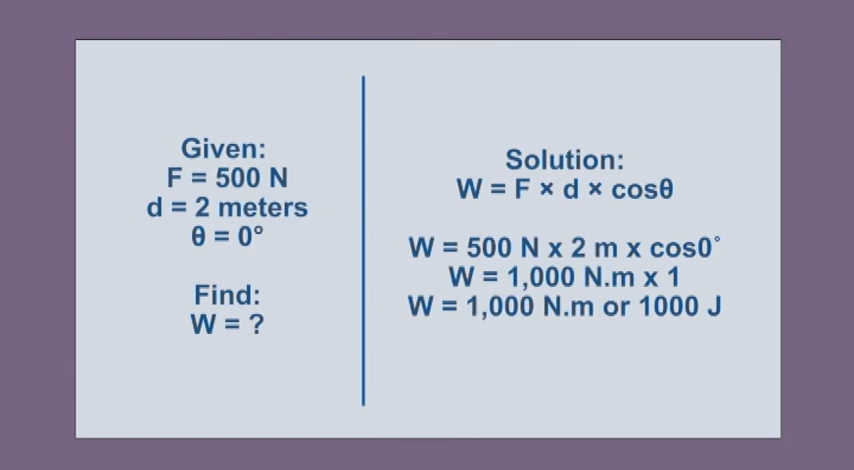 Given:
F = 500 N
d = 2 meters
θ = 0°
Find:
W = ?
Solution:
W = F × d × cosθ
W = 500 N x 2 m x cos0°
W = 1,000 N.m x 1
W = 1,000 N.m or 1000 J